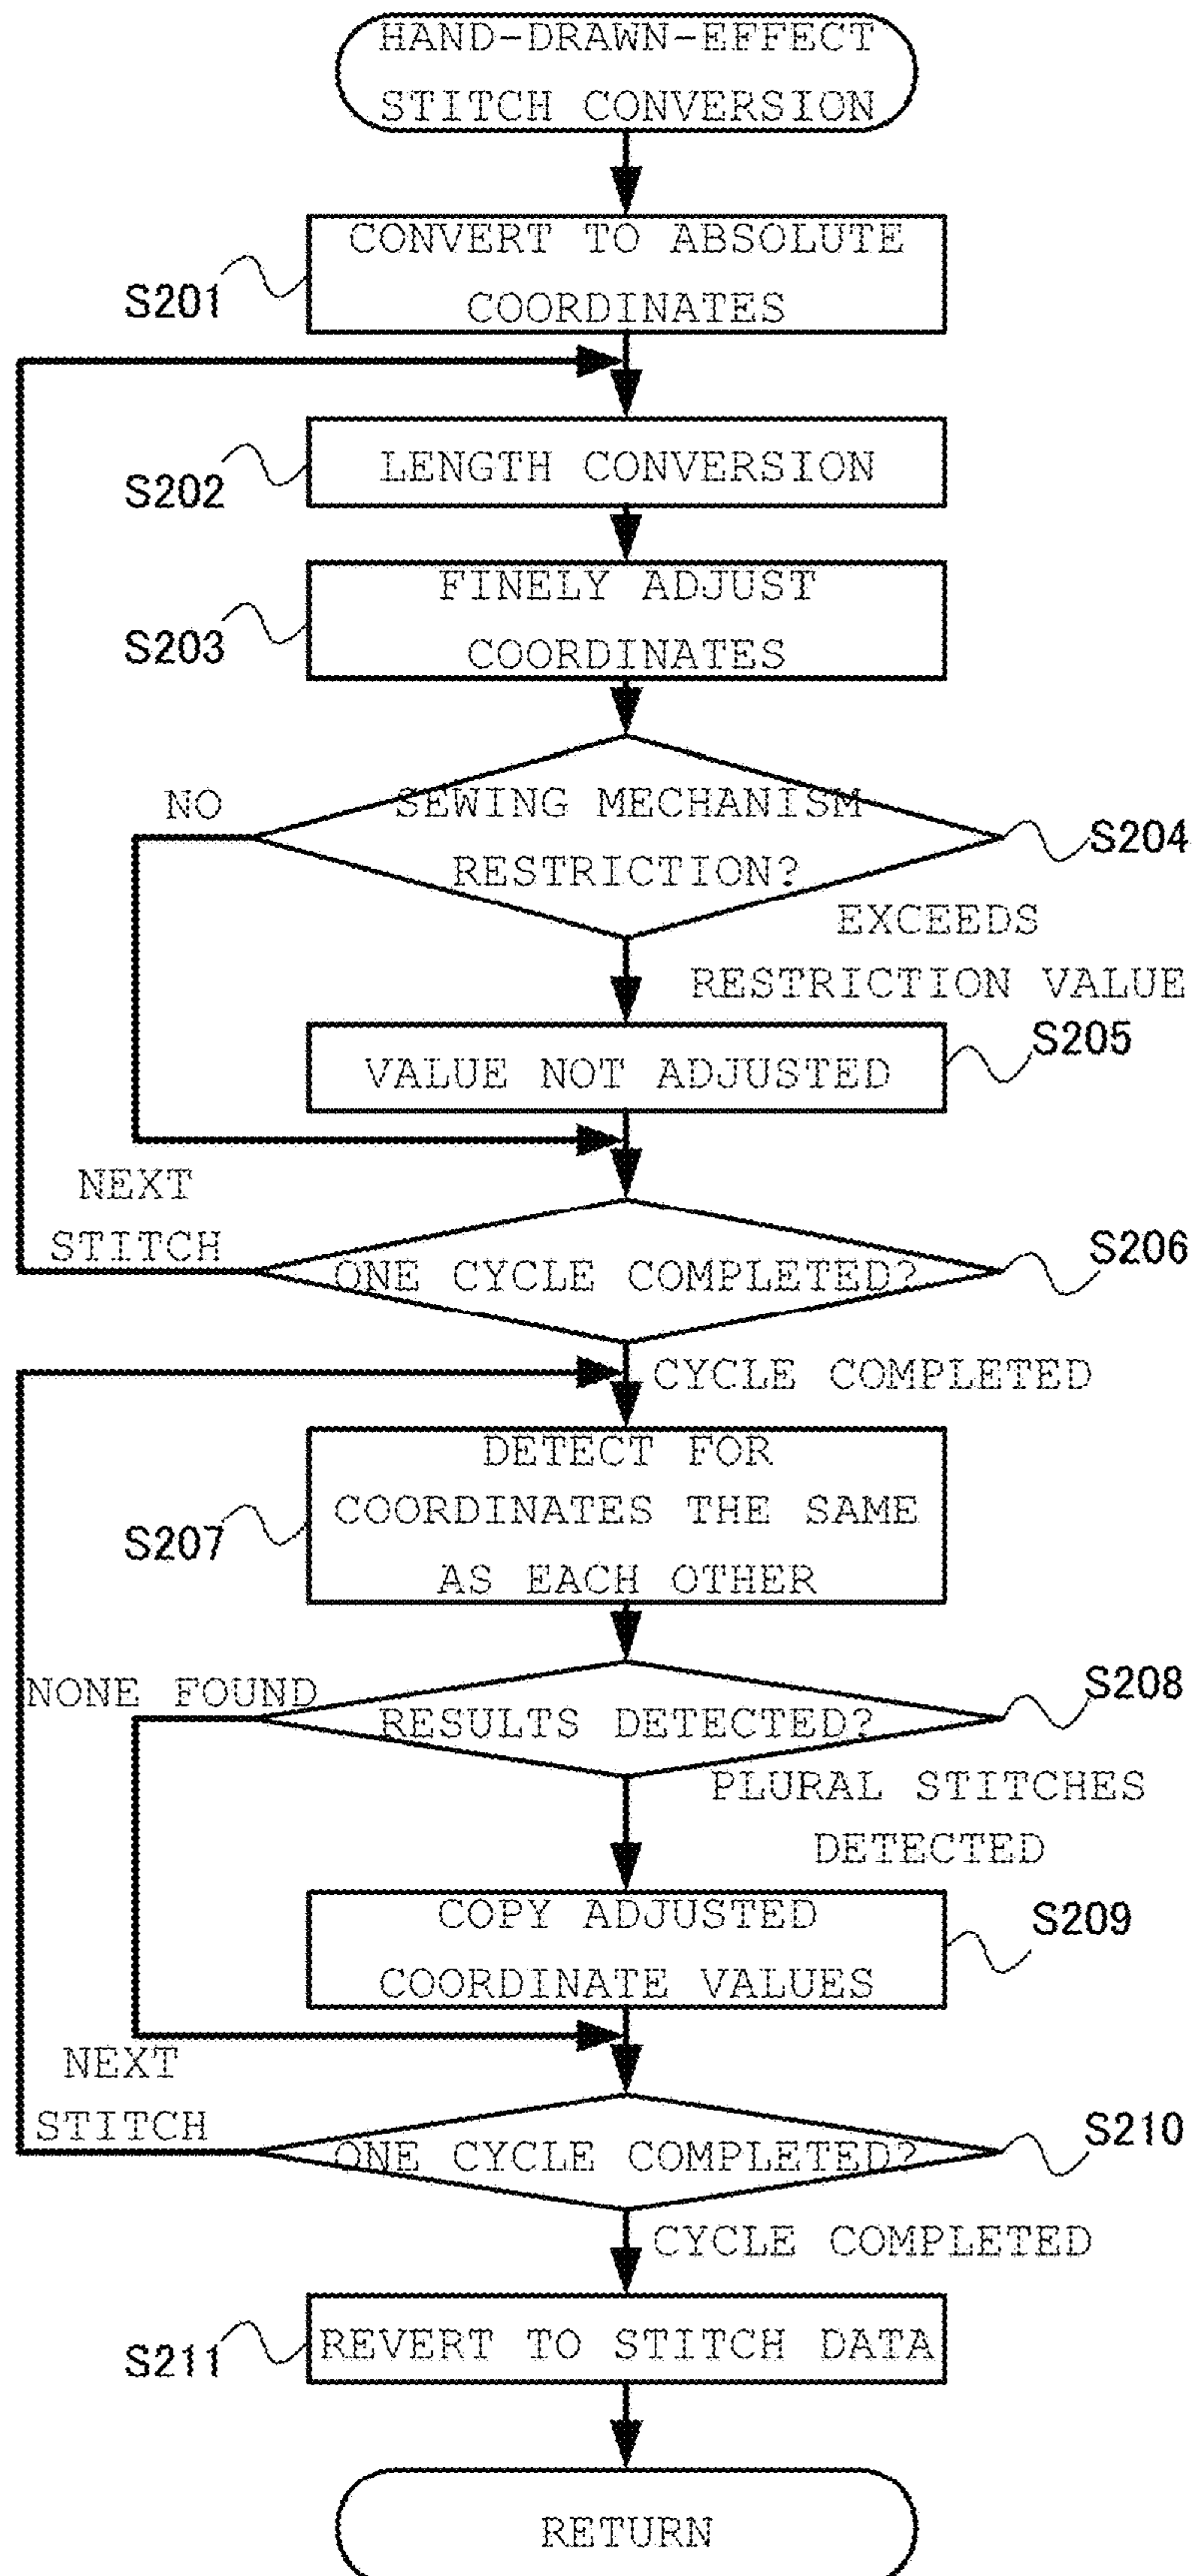 HAND-DRAWN-EFFECT
STITCH CONVERSION
CONVERT TO ABSOLUTE
COORDINATES
S201
LENGTH CONVERSION
S202
FINELY ADJUST
COORDINATES
S203
NO
SEWING MECHANISM
RESTRICTION?
S204
EXCEEDS
RESTRICTION VALUE
VALUE NOT ADJUSTED
S205
NEXT
STITCH
ONE CYCLE COMPLETED?
S206
CYCLE COMPLETED
DETECT FOR
COORDINATES THE SAME
AS EACH OTHER
S207
NONE FOUND
RESULTS DETECTED?
S208
PLURAL STITCHES
DETECTED
COPY ADJUSTED
COORDINATE VALUES
S209
NEXT
STITCH
ONE CYCLE COMPLETED?
S210
CYCLE COMPLETED
REVERT TO STITCH DATA
S211
RETURN